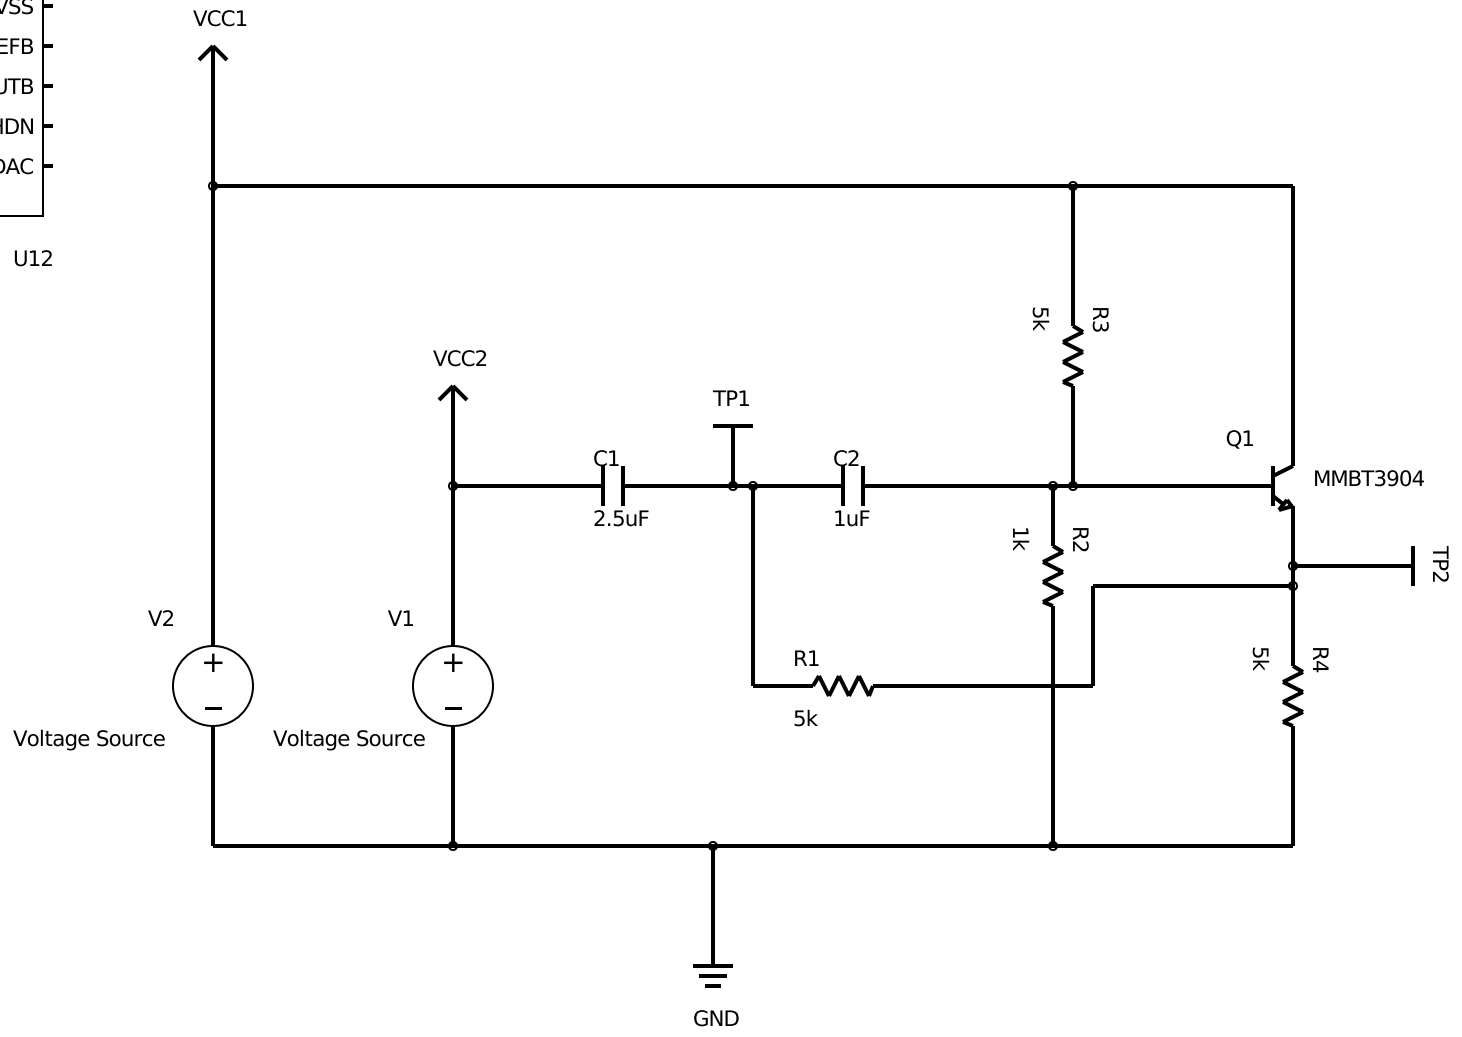 VSS
VCC1
EFB
UTB
HDN
DAC
U12
R3
5k
VCC2
TP1
Q1
C1
C2
MMBT3904
2.5uF
1uF
R2
1k
TP2
V2
V1
+
+
R1
R4
5k
−
−
5k
Voltage Source
Voltage Source
GND